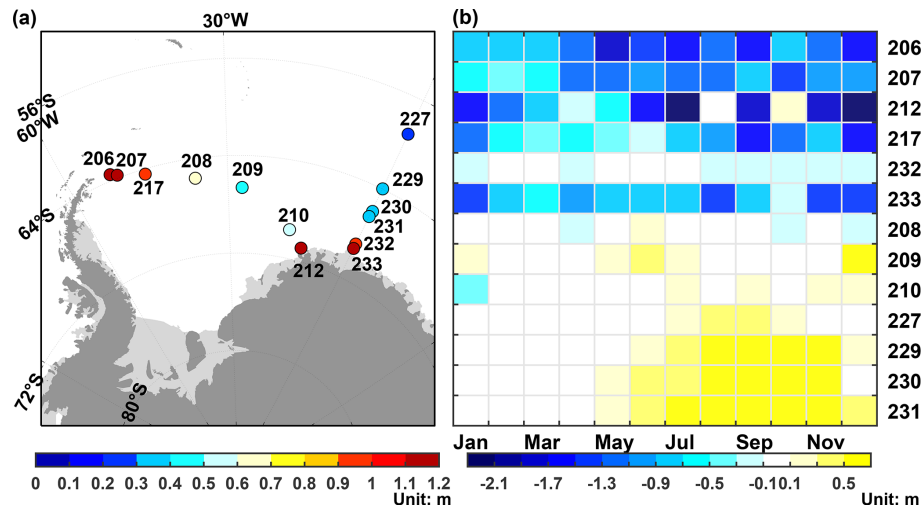 (a)
30°W
(b)
56°S
60°W
227
206
207
208
217
209
229
64°S
210
230
231
232
212
233
72°S
80°S
206
207
212
217
232
233
208
209
210
227
229
230
231
Jan Mar May Jul Sep Nov
0 0.1 0.2 0.3 0.4 0.5 0.6 0.7 0.8 0.9 1 1.1 1.2
Unit: m
-2.1 -1.7 -1.3 -0.9 -0.5 -0.10.1 0.5
Unit: m